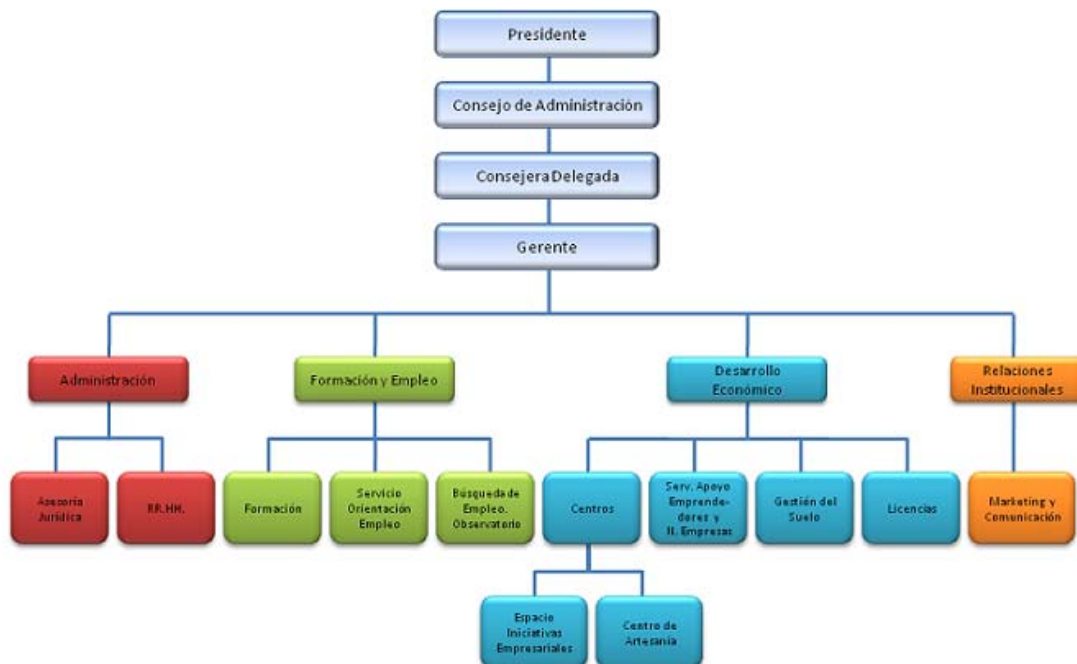 Presidente
Consejo de Administración
Consejera Delegada
Gerente
Administración
Formación y Empleo
Desarrollo
Económico
Relaciones
Institucionales
Asesoría
Jurídica
RR.HH.
Formación
Servicio
Orientación
Empleo
Búsqueda de
Empleo.
Observatorio
Centros
Serv. Apoyo
Emprende-
dores y
N. Empresas
Gestión del
Suelo
Licencias
Marketing y
Comunicación
Espacio
Iniciativas
Empresariales
Centro de
Artesanía